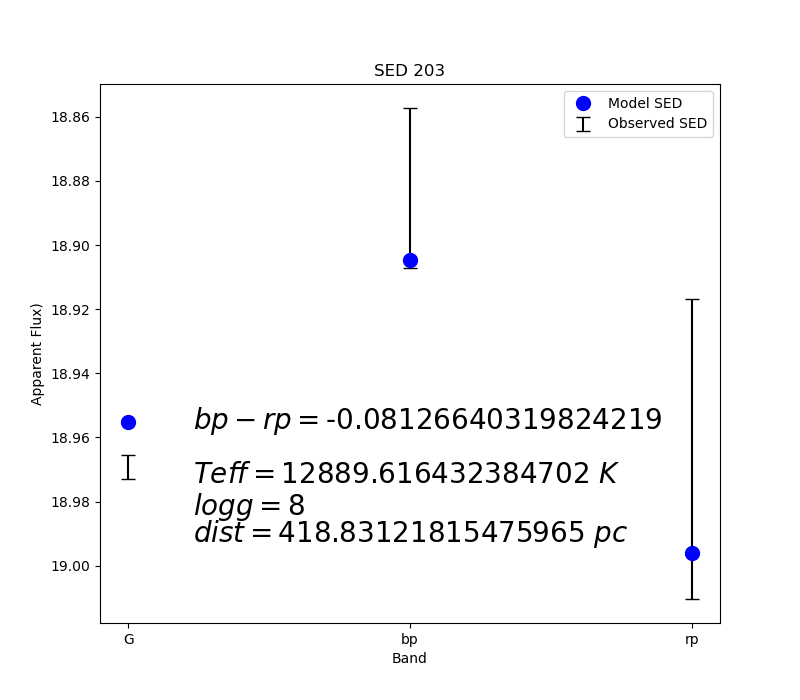 SED 203
Model SED
Observed SED
18.86
18.88
18.90
18.92
18.94
18.96
18.98
19.00
Apparent Flux)
bp − rp = -0.08126640319824219
Teff = 12889.616432384702 K
logg = 8
dist = 418.83121815475965 pc
G
bp
rp
Band